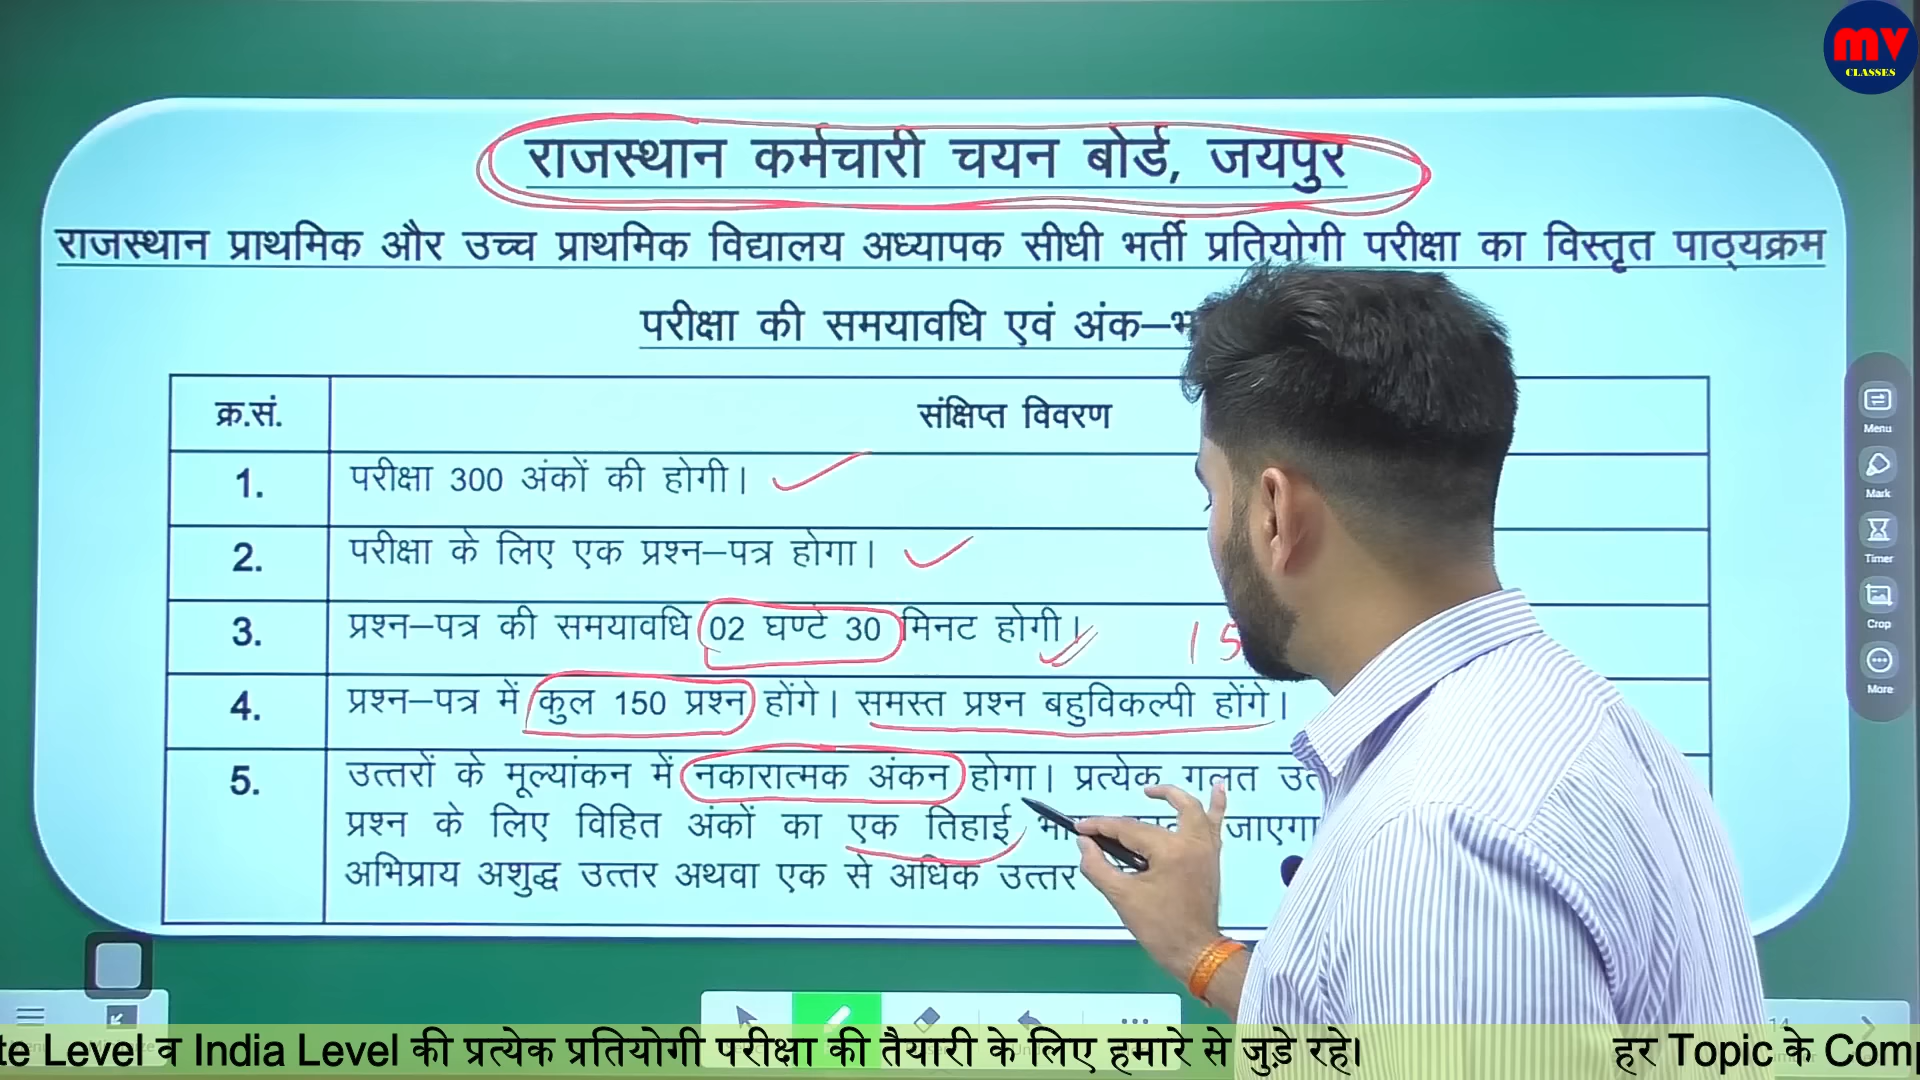 MV
CLASSES
राजस्थान कर्मचारी चयन बोर्ड, जयपुर
राजस्थान प्राथमिक और उच्च प्राथमिक विद्यालय अध्यापक सीधी भर्ती प्रतियोगी परीक्षा का विस्तृत पाठ्यक्रम
परीक्षा की समयावधि एवं अंक–
क्र.सं. संक्षिप्त विवरण
1. परीक्षा 300 अंकों की होगी।
2. परीक्षा के लिए एक प्रश्न–पत्र होगा।
3. प्रश्न–पत्र की समयावधि 02 घण्टे 30 मिनट होगी। 15
4. प्रश्न–पत्र में कुल 150 प्रश्न होंगे। समस्त प्रश्न बहुविकल्पी होंगे।
5. उत्तरों के मूल्यांकन में नकारात्मक अंकन होगा। प्रत्येक गलत
प्रश्न के लिए विहित अंकों का एक तिहाई जाएगा
अभिप्राय अशुद्ध उत्तर अथवा एक से अधिक उत्तर
Menu
Mark
Timer
Crop
More
te Level व India Level की प्रत्येक प्रतियोगी परीक्षा की तैयारी के लिए हमारे से जुड़े रहे। हर Topic के Comp